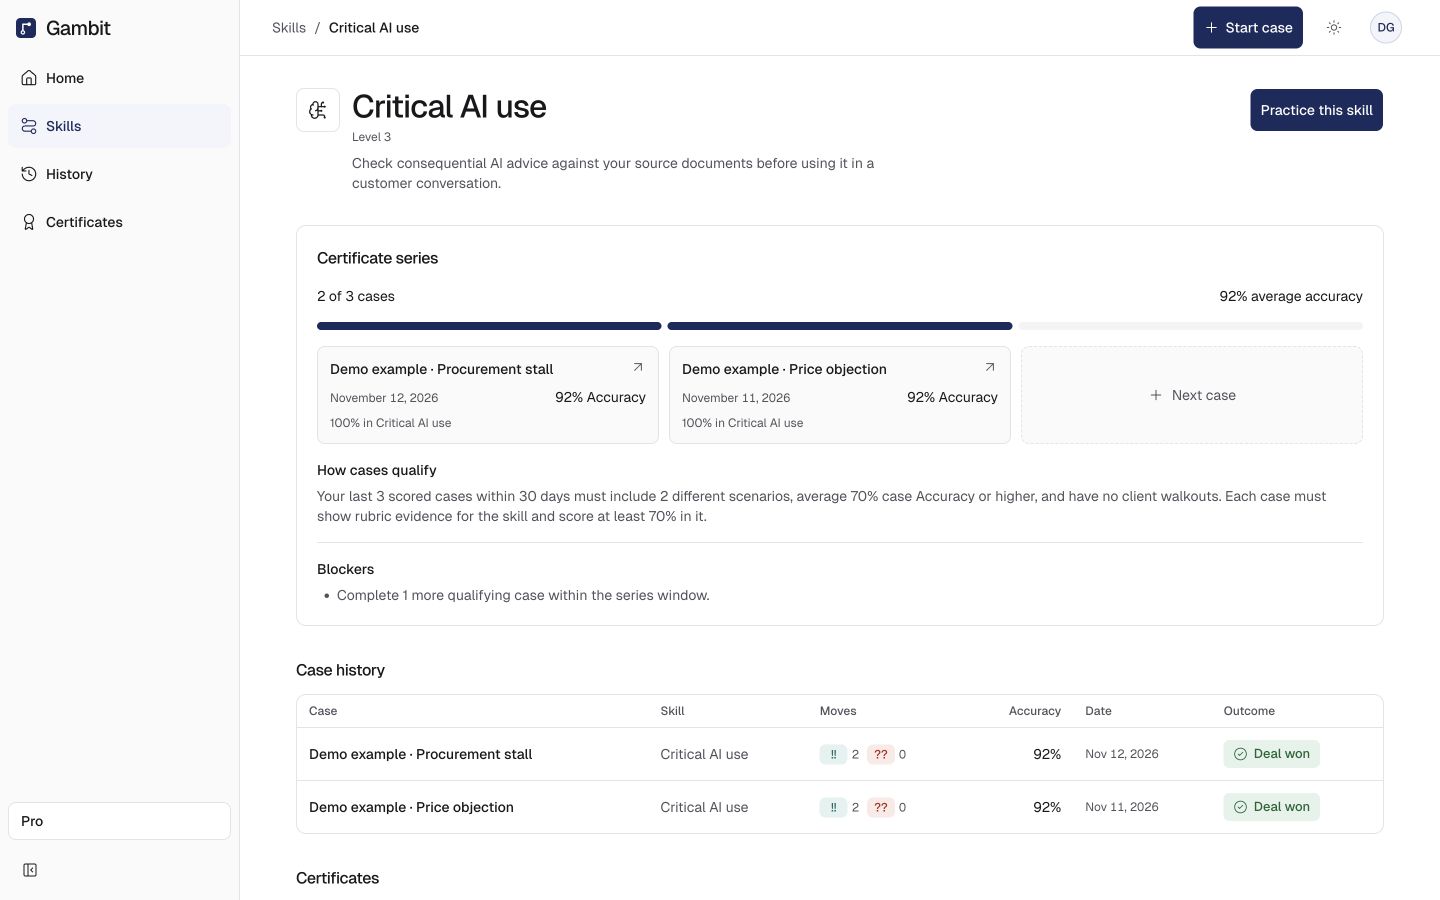 Gambit
Home
Skills
History
Certificates
Pro
Skills / Critical AI use
Start case
DG
Critical AI use
Level 3
Check consequential AI advice against your source documents before using it in a
customer conversation.
Practice this skill
Certificate series
2 of 3 cases
92% average accuracy
Demo example · Procurement stall
November 12, 2026
92% Accuracy
100% in Critical AI use
Demo example · Price objection
November 11, 2026
92% Accuracy
100% in Critical AI use
Next case
How cases qualify
Your last 3 scored cases within 30 days must include 2 different scenarios, average 70% case Accuracy or higher, and have no client walkouts. Each case must
show rubric evidence for the skill and score at least 70% in it.
Blockers
• Complete 1 more qualifying case within the series window.
Case history
Case Skill Moves Accuracy Date Outcome
Demo example · Procurement stall Critical AI use !! 2 ?? 0 92% Nov 12, 2026 Deal won
Demo example · Price objection Critical AI use !! 2 ?? 0 92% Nov 11, 2026 Deal won
Certificates